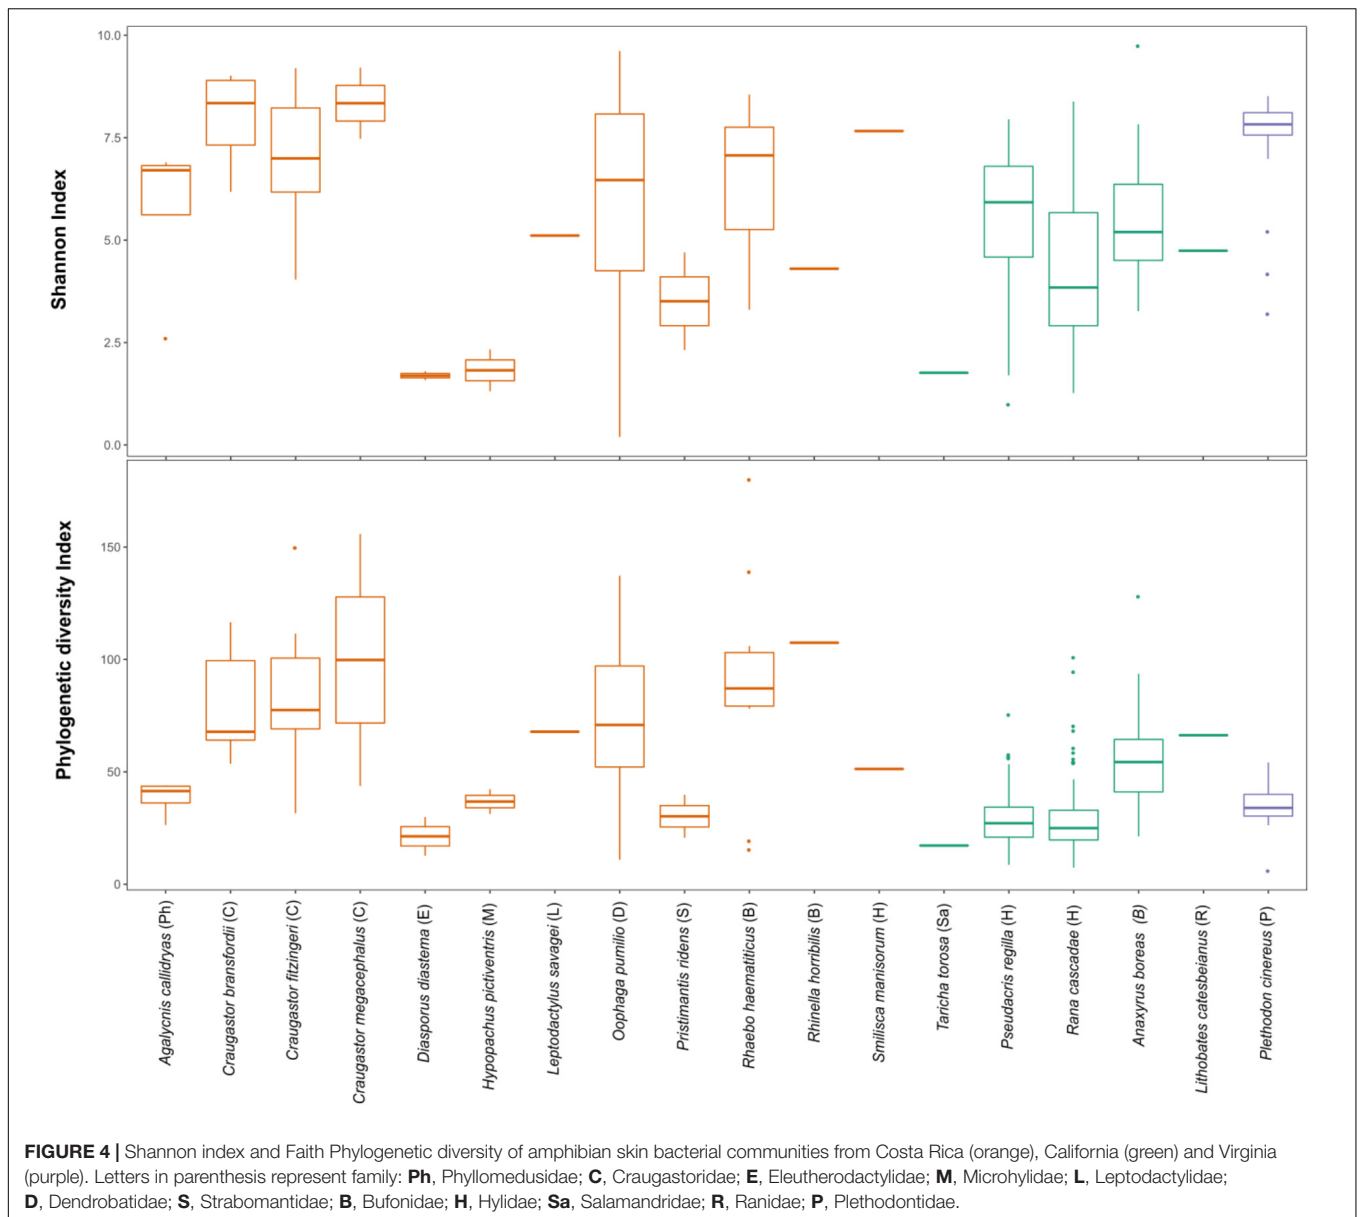 10.0
7.5
5.0
2.5
0.0
Shannon Index
150
100
50
0
Phylogenetic diversity Index
Agalycnis callidryas (Ph)
Craugastor bransfordii (C)
Craugastor fitzingeri (C)
Craugastor megacephalus (C)
Diasporus diastema (E)
Hypopachus pictiventris (M)
Leptodactylus savagei (L)
Oophaga pumilio (D)
Pristimantis ridens (S)
Rhaebo haematiticus (B)
Rhinella horribilis (B)
Smilisca manisorum (H)
Taricha torosa (Sa)
Pseudacris regilla (H)
Rana cascadae (H)
Anaxyrus boreas (B)
Lithobates catesbeianus (R)
Plethodon cinereus (P)
FIGURE 4 | Shannon index and Faith Phylogenetic diversity of amphibian skin bacterial communities from Costa Rica (orange), California (green) and Virginia
(purple). Letters in parenthesis represent family: Ph, Phyllomedusidae; C, Craugastoridae; E, Eleutherodactylidae; M, Microhylidae; L, Leptodactylidae;
D, Dendrobatidae; S, Strabomantidae; B, Bufonidae; H, Hylidae; Sa, Salamandridae; R, Ranidae; P, Plethodontidae.